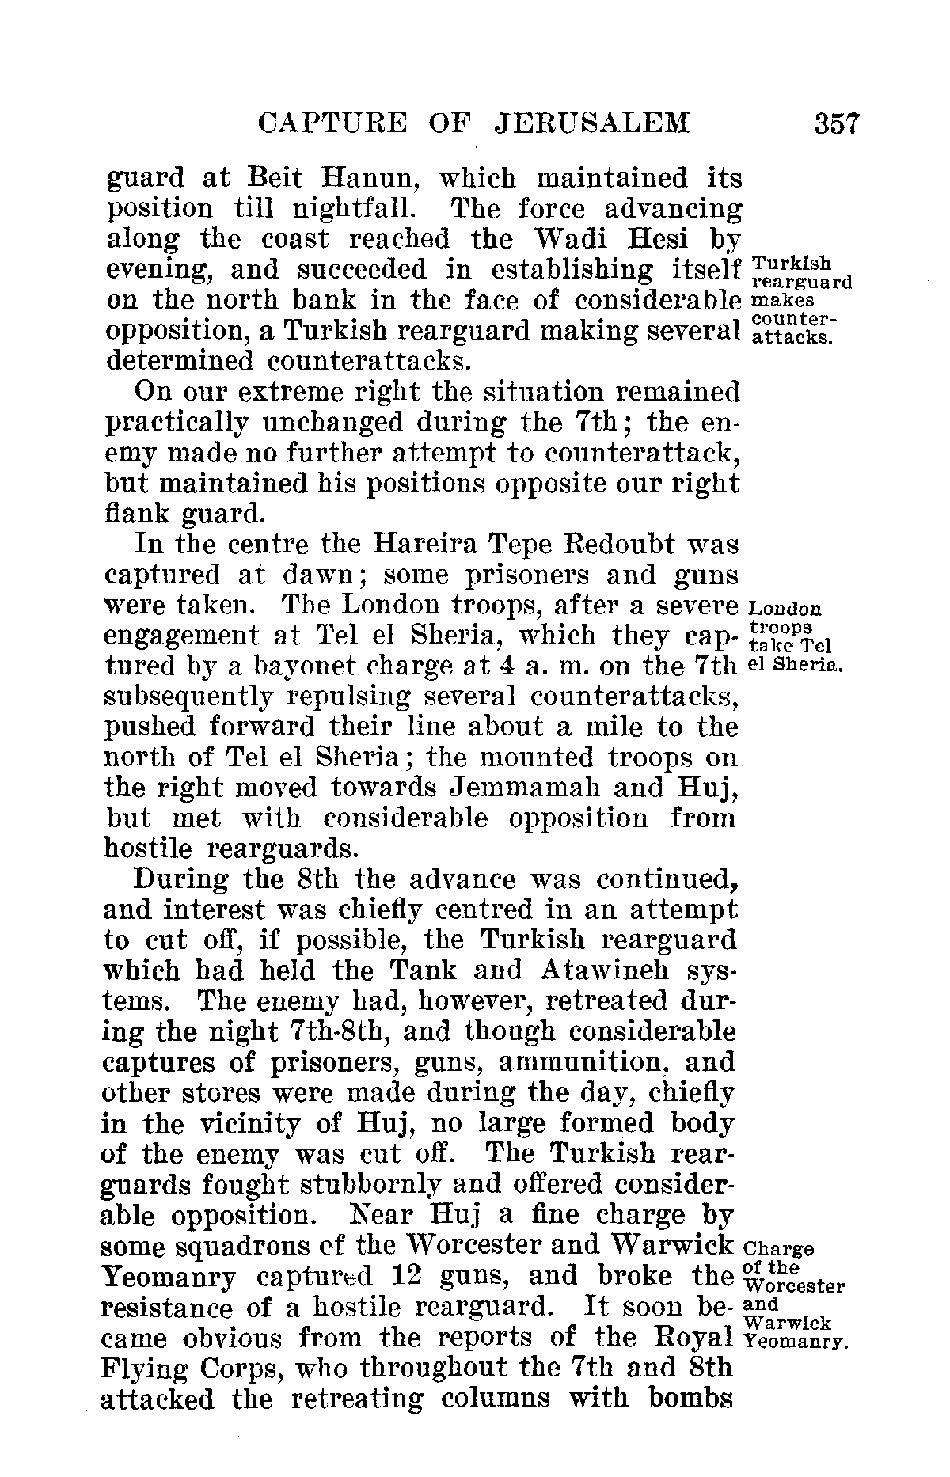 CAPTURE OF JERUSALEM 357
guard at Beit Hanun, which maintained its
position till nightfall. The force advancing
along the coast reached the Wadi Hesi by
evening, and succeeded in establishing itself
on the north bank in the face of considerable
opposition, a Turkish rearguard making several
determined counterattacks.
Turkish
rearguard
makes
counter-
attacks.
On our extreme right the situation remained
practically unchanged during the 7th; the en-
emy made no further attempt to counterattack,
but maintained his positions opposite our right
flank guard.
In the centre the Hareira Tepe Redoubt was
captured at dawn; some prisoners and guns
were taken. The London troops, after a severe
engagement at Tel el Sheria, which they cap-
tured by a bayonet charge at 4 a. m. on the 7th
subsequently repulsing several counterattacks,
pushed forward their line about a mile to the
north of Tel el Sheria; the mounted troops on
the right moved towards Jemmamah and Huj,
but met with considerable opposition from
hostile rearguards.
London
troops
take Tel
el Sheria.
During the 8th the advance was continued,
and interest was chiefly centred in an attempt
to cut off, if possible, the Turkish rearguard
which had held the Tank and Atawineh sys-
tems. The enemy had, however, retreated dur-
ing the night 7th-8th, and though considerable
captures of prisoners, guns, ammunition, and
other stores were made during the day, chiefly
in the vicinity of Huj, no large formed body
of the enemy was cut off. The Turkish rear-
guards fought stubbornly and offered consider-
able opposition. Near Huj a fine charge by
some squadrons of the Worcester and Warwick
Yeomanry captured 12 guns, and broke the
resistance of a hostile rearguard. It soon be-
came obvious from the reports of the Royal
Flying Corps, who throughout the 7th and 8th
attacked the retreating columns with bombs
Charge
of the
Worcester
and
Warwick
Yeomanry.